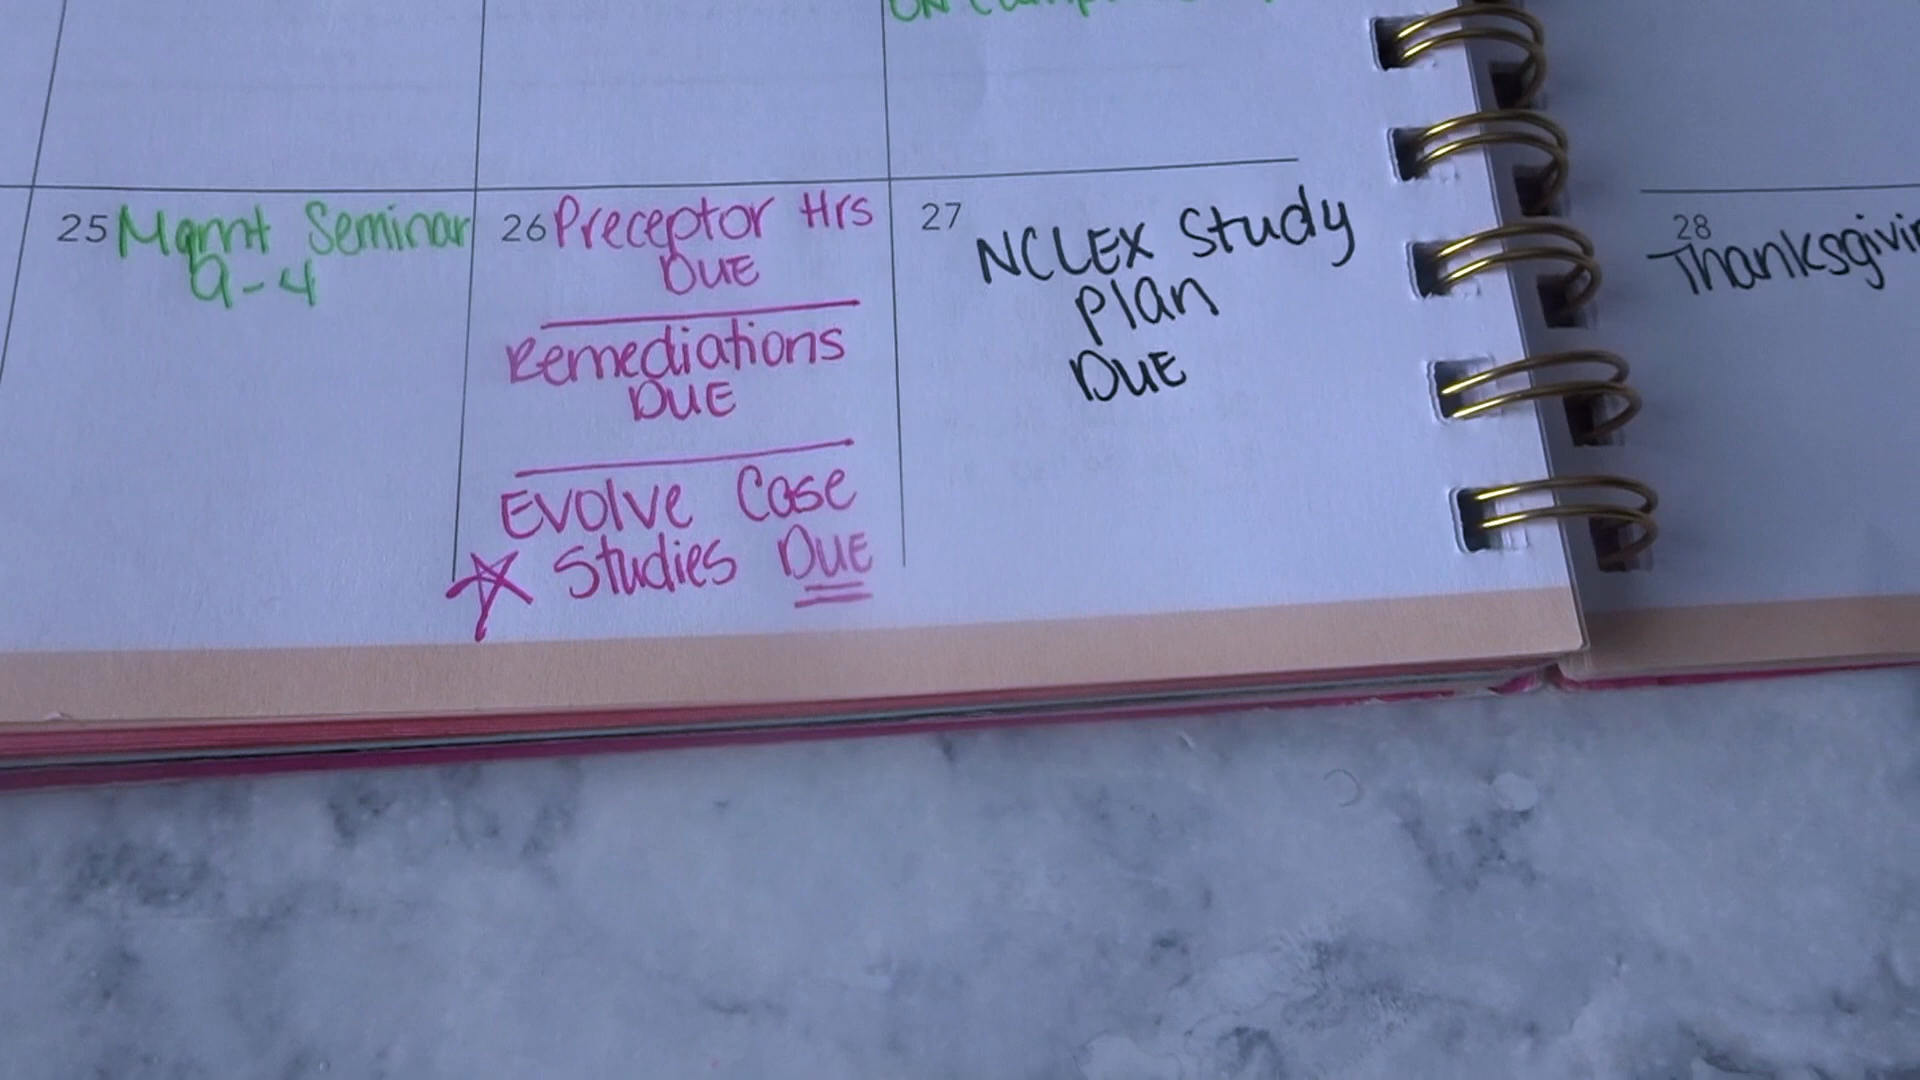 25 Mgmt Seminar
9-4
26 Preceptor Hrs
DUE
Remediations
DUE
Evolve Case
Studies DUE
27
NCLEX Study
Plan
DUE
28